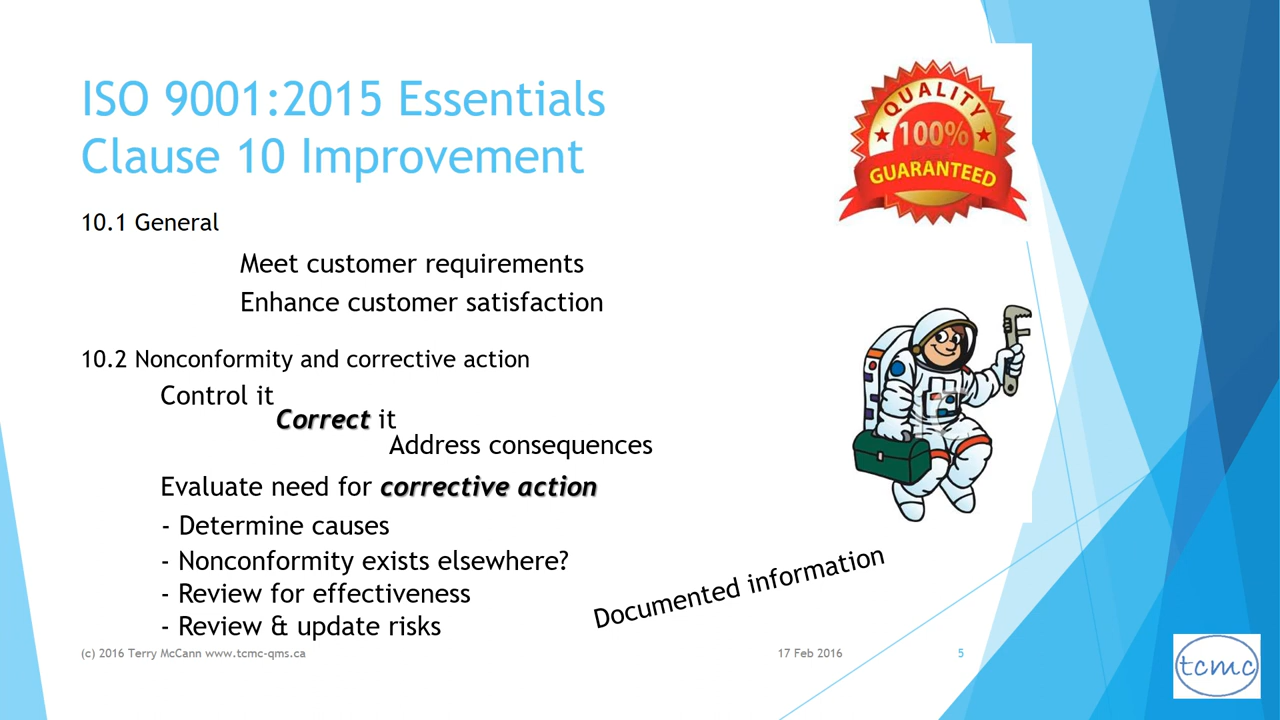 ISO 9001:2015 Essentials
Clause 10 Improvement
QUALITY
100%
GUARANTEED
10.1 General
Meet customer requirements
Enhance customer satisfaction
10.2 Nonconformity and corrective action
Control it
Correct it
Address consequences
Evaluate need for corrective action
- Determine causes
- Nonconformity exists elsewhere?
- Review for effectiveness
- Review & update risks
Documented information
(c) 2016 Terry McCann www.tcmc-qms.ca
17 Feb 2016
5
tcmc